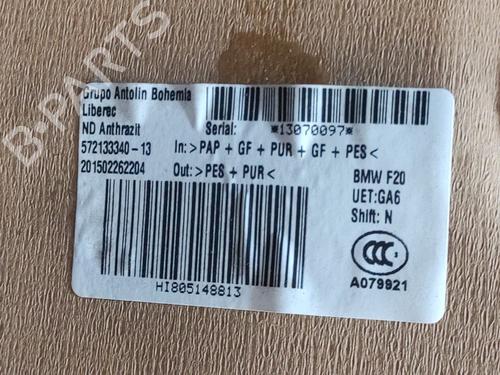 B-PARTS
Grupo Antolin Bohemia
Liberec
ND Anthrazit
Serial: *13070097*
572133340-13
In:>PAP + GF + PUR + GF + PES<
201502262204
Out:>PES + PUR<
BMW F20
UET:GA6
Shift: N
CCC
A079921
HI805148813